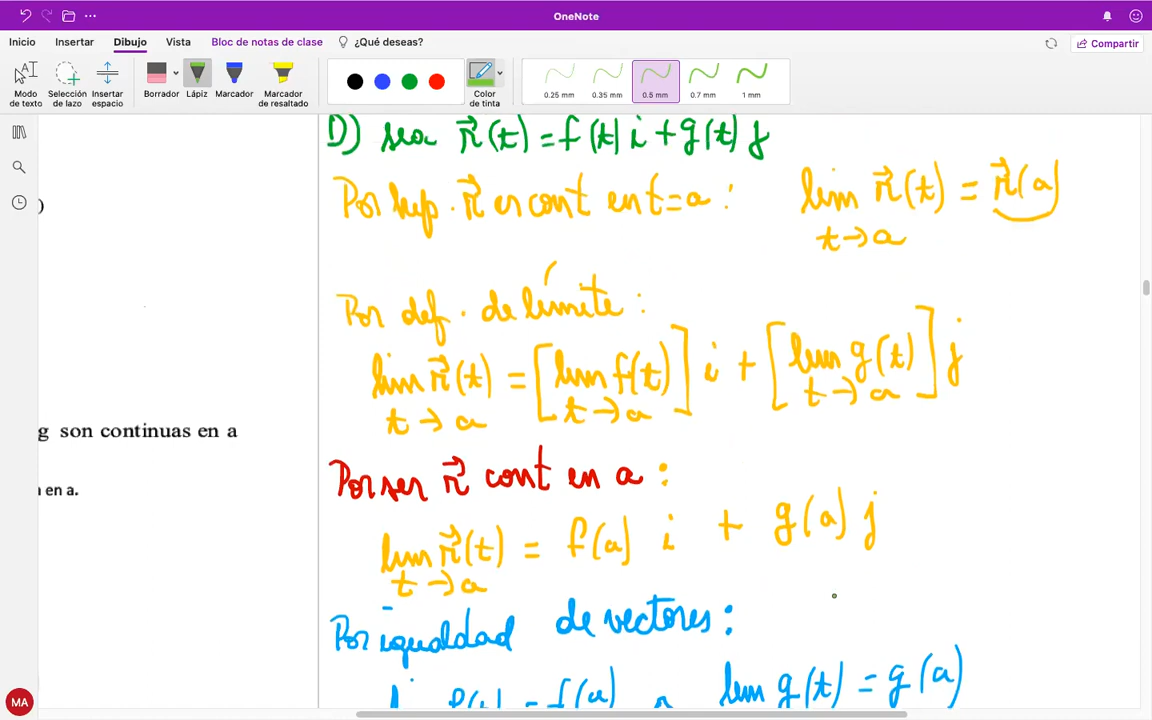 OneNote
Inicio Insertar Dibujo Vista Bloc de notas de clase ¿Qué deseas? Compartir
Modo de texto
Selección de lazo
Insertar espacio
Borrador
Lápiz
Marcador
Marcador de resaltado
Color de tinta
0.25 mm 0.35 mm 0.5 mm 0.7 mm 1 mm
)
g son continuas en a
en a.
D) sea r⃗(t) = f(t) i + g(t) j
Por hip. r⃗ es cont en t=a : lim r⃗(t) = r⃗(a)
t→a
Por def. de límite :
lim r⃗(t) = [lim f(t)] i + [lim g(t)] j
t→a t→a t→a
Por ser r⃗ cont en a :
lim r⃗(t) = f(a) i + g(a) j
t→a
Por igualdad de vectores :
f(t) = f(a) lim g(t) = g(a)
MA